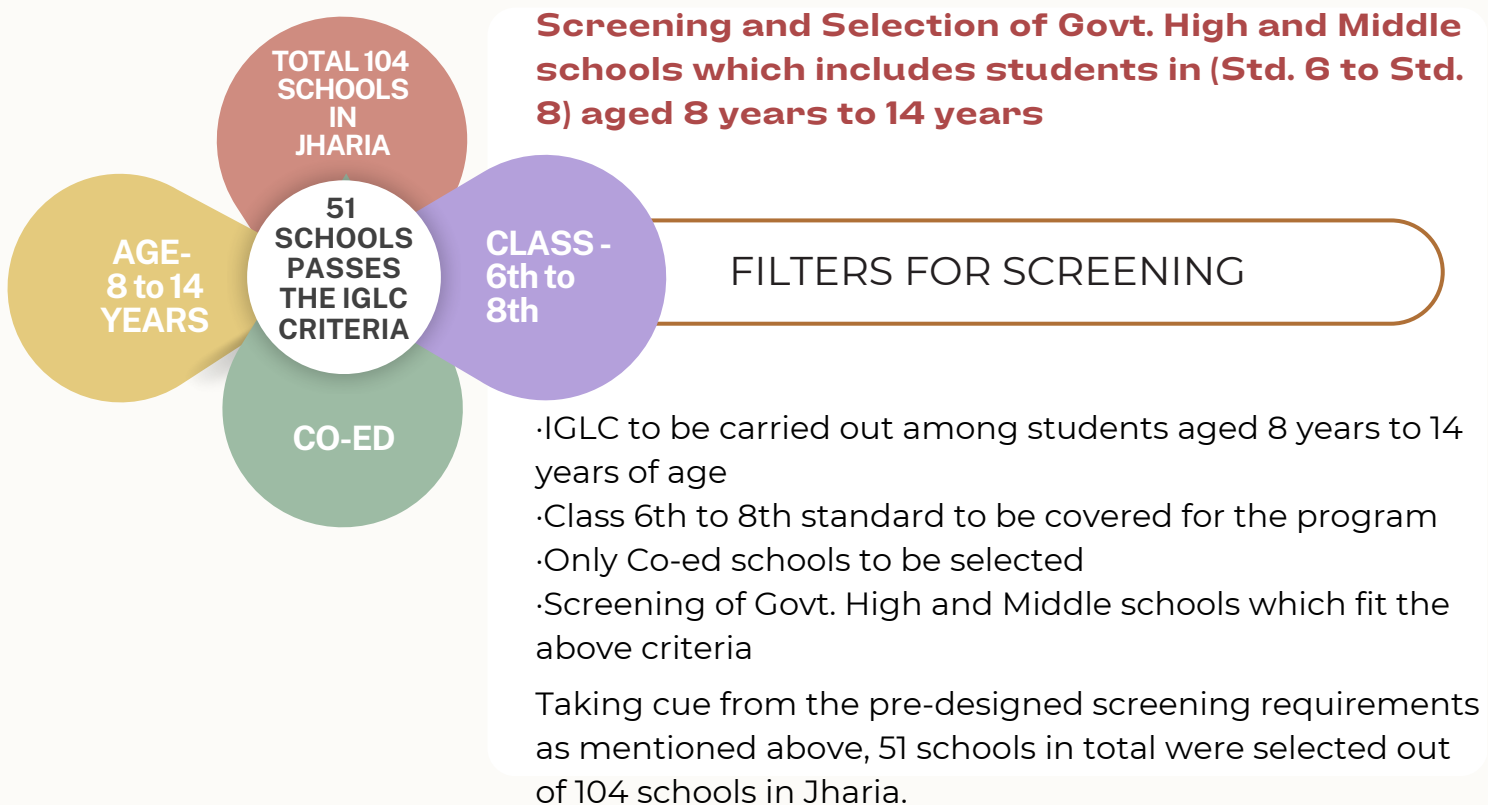 Screening and Selection of Govt. High and Middle
schools which includes students in (Std. 6 to Std.
8) aged 8 years to 14 years
TOTAL 104
SCHOOLS
IN
JHARIA
51
SCHOOLS
PASSES
THE IGLC
CRITERIA
AGE-
8 to 14
YEARS
CLASS -
6th to
8th
CO-ED
FILTERS FOR SCREENING
·IGLC to be carried out among students aged 8 years to 14
years of age
·Class 6th to 8th standard to be covered for the program
·Only Co-ed schools to be selected
·Screening of Govt. High and Middle schools which fit the
above criteria
Taking cue from the pre-designed screening requirements
as mentioned above, 51 schools in total were selected out
of 104 schools in Jharia.